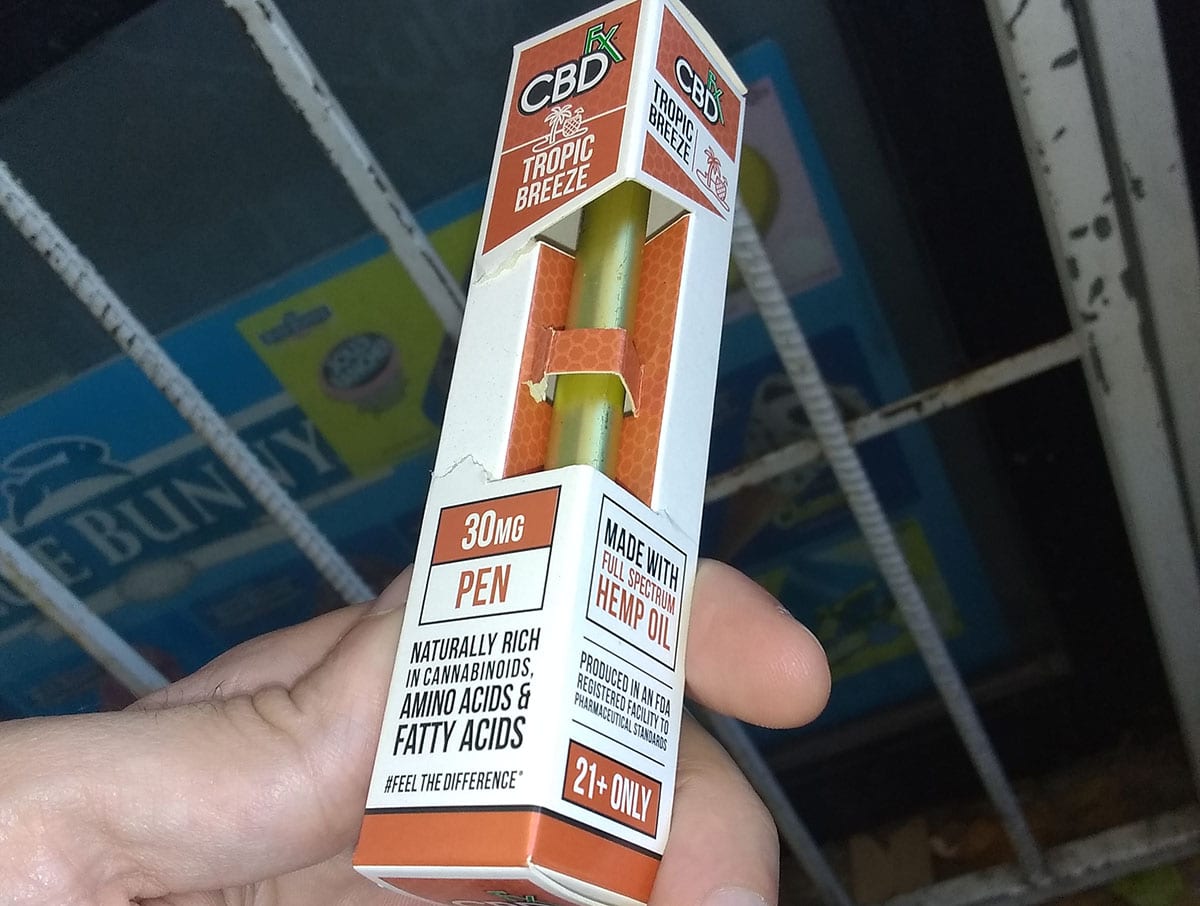 CBD FX
TROPIC
BREEZE
CBD FX
TROPIC
BREEZE
30MG
PEN
NATURALLY RICH
IN CANNABINOIDS,
AMINO ACIDS &
FATTY ACIDS
#FEEL THE DIFFERENCE®
MADE WITH
FULL SPECTRUM
HEMP OIL
PRODUCED IN AN FDA
REGISTERED FACILITY TO
PHARMACEUTICAL STANDARDS
21+ ONLY
BUNNY